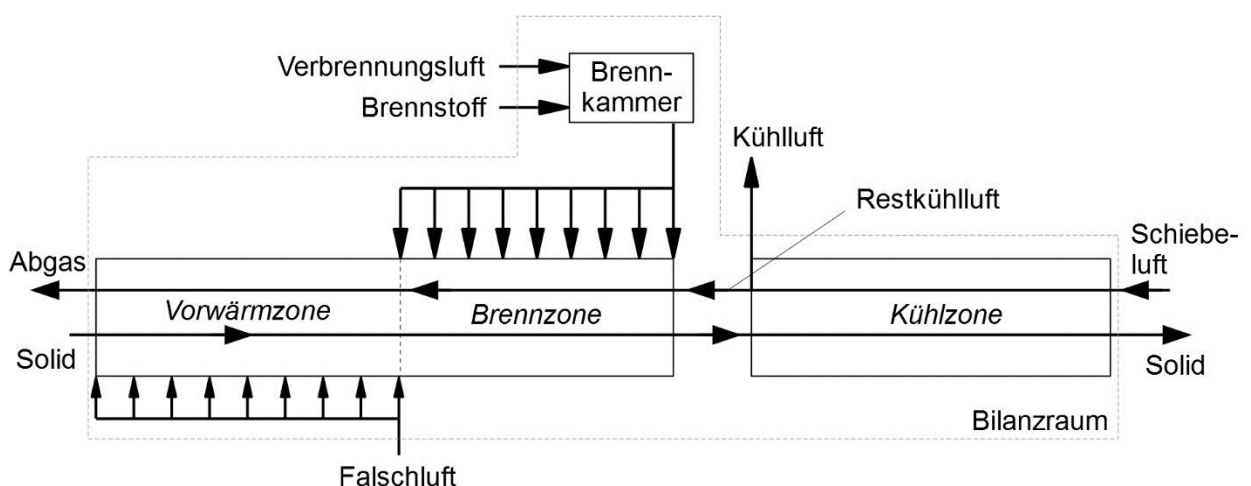 Verbrennungsluft
Brennstoff
Brenn-
kammer
Kühlluft
Restkühlluft
Schiebe-
luft
Abgas
Vorwärmzone
Brennzone
Kühlzone
Solid
Solid
Bilanzraum
Falschluft